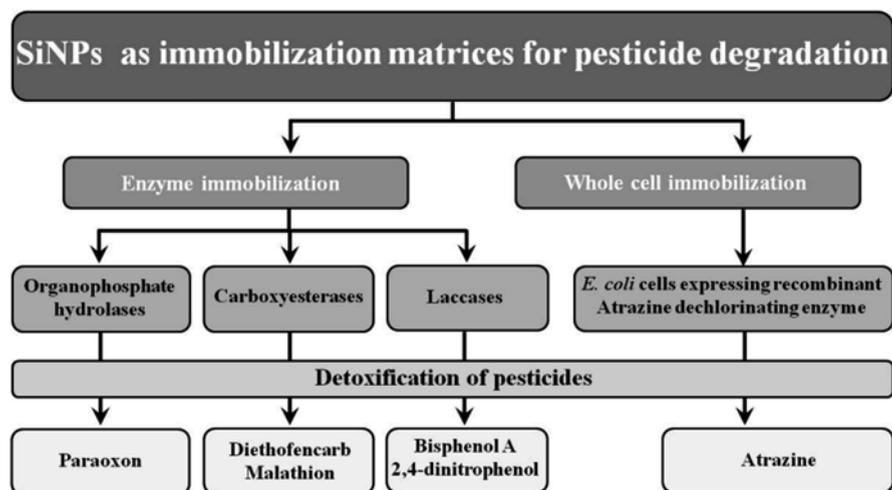 SiNPs as immobilization matrices for pesticide degradation
Enzyme immobilization
Whole cell immobilization
Organophosphate
hydrolases
Carboxyesterases
Laccases
E. coli cells expressing recombinant
Atrazine dechlorinating enzyme
Detoxification of pesticides
Paraoxon
Diethofencarb
Malathion
Bisphenol A
2,4-dinitrophenol
Atrazine